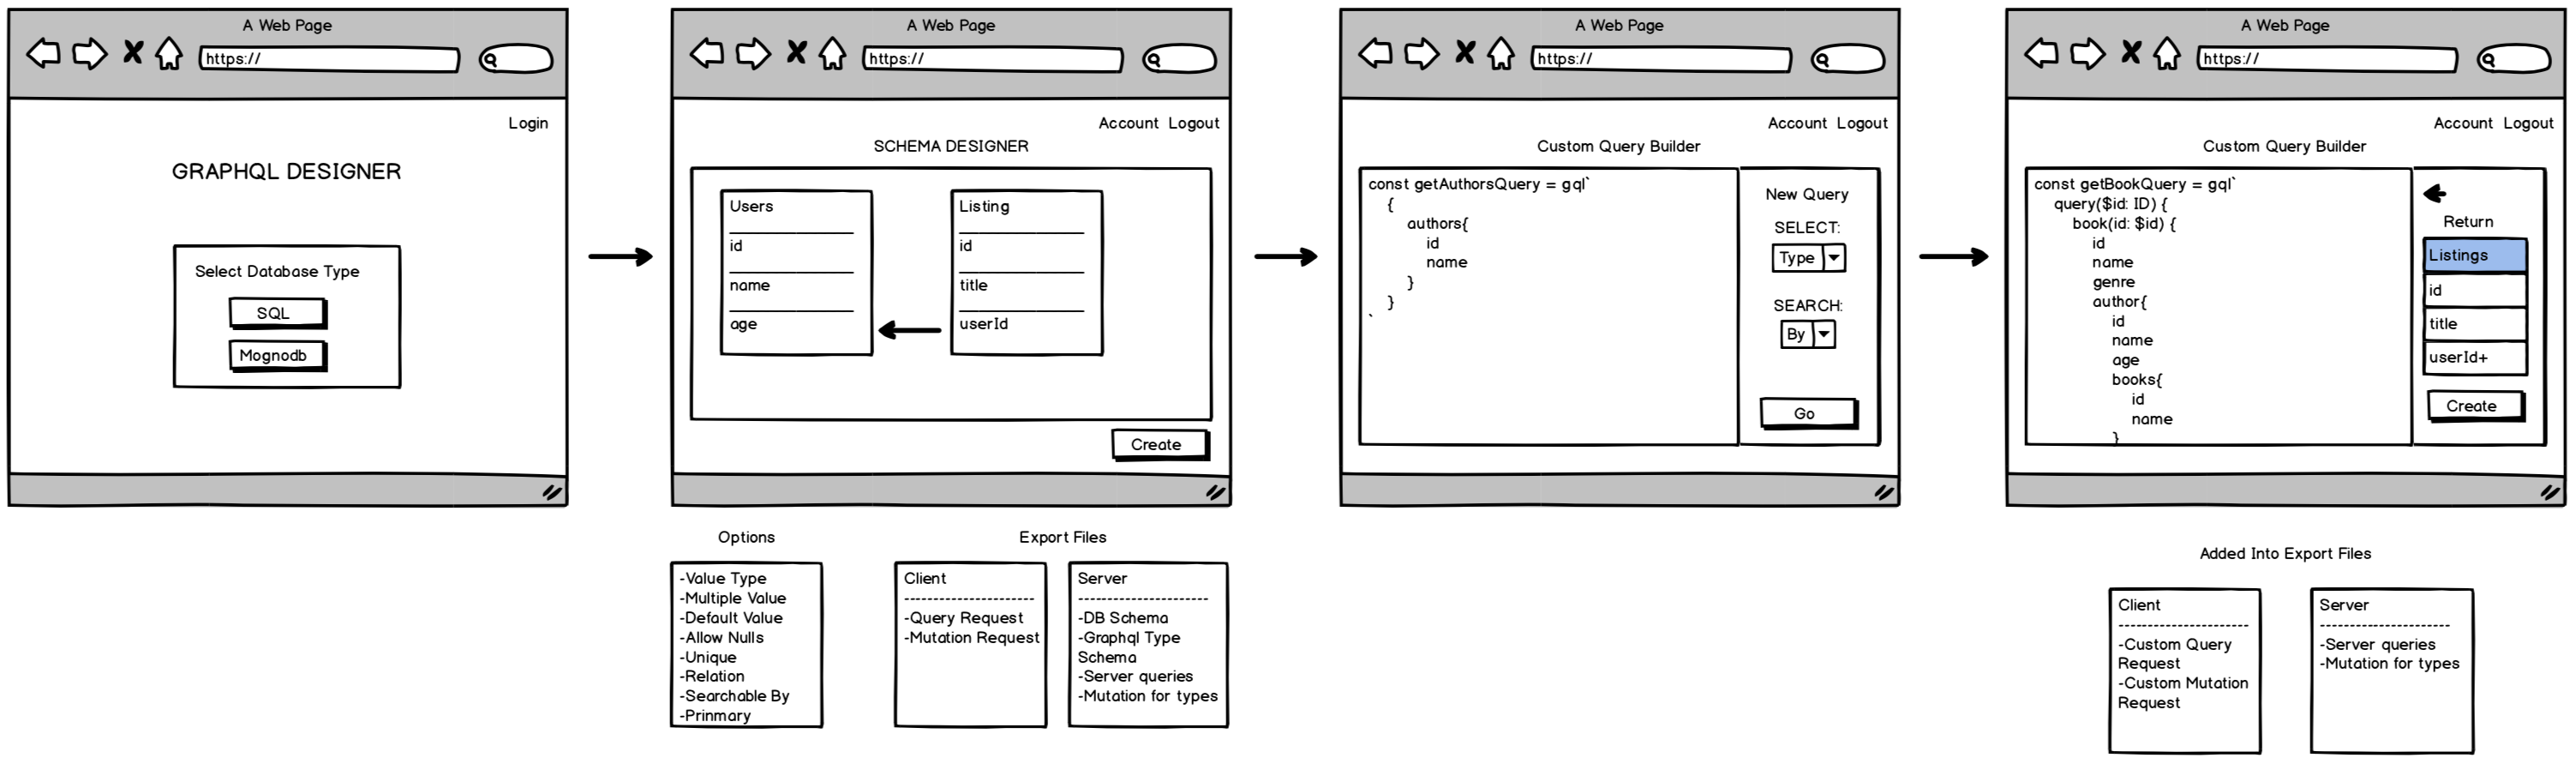 A Web Page
https://
Login
GRAPHQL DESIGNER
Select Database Type
SQL
Mognodb
A Web Page
https://
Account Logout
SCHEMA DESIGNER
Users
id
name
age
Listing
id
title
userId
Create
Options
-Value Type
-Multiple Value
-Default Value
-Allow Nulls
-Unique
-Relation
-Searchable By
-Prinmary
Export Files
Client
-----------------------
-Query Request
-Mutation Request
Server
-----------------------
-DB Schema
-Graphql Type
Schema
-Server queries
-Mutation for types
A Web Page
https://
Account Logout
Custom Query Builder
const getAuthorsQuery = gql`
{
authors{
id
name
}
}
`
New Query
SELECT:
Type
SEARCH:
By
Go
A Web Page
https://
Account Logout
Custom Query Builder
const getBookQuery = gql`
query($id: ID) {
book(id: $id) {
id
name
genre
author{
id
name
age
books{
id
name
}
Return
Listings
id
title
userId+
Create
Added Into Export Files
Client
-----------------------
-Custom Query
Request
-Custom Mutation
Request
Server
-----------------------
-Server queries
-Mutation for types